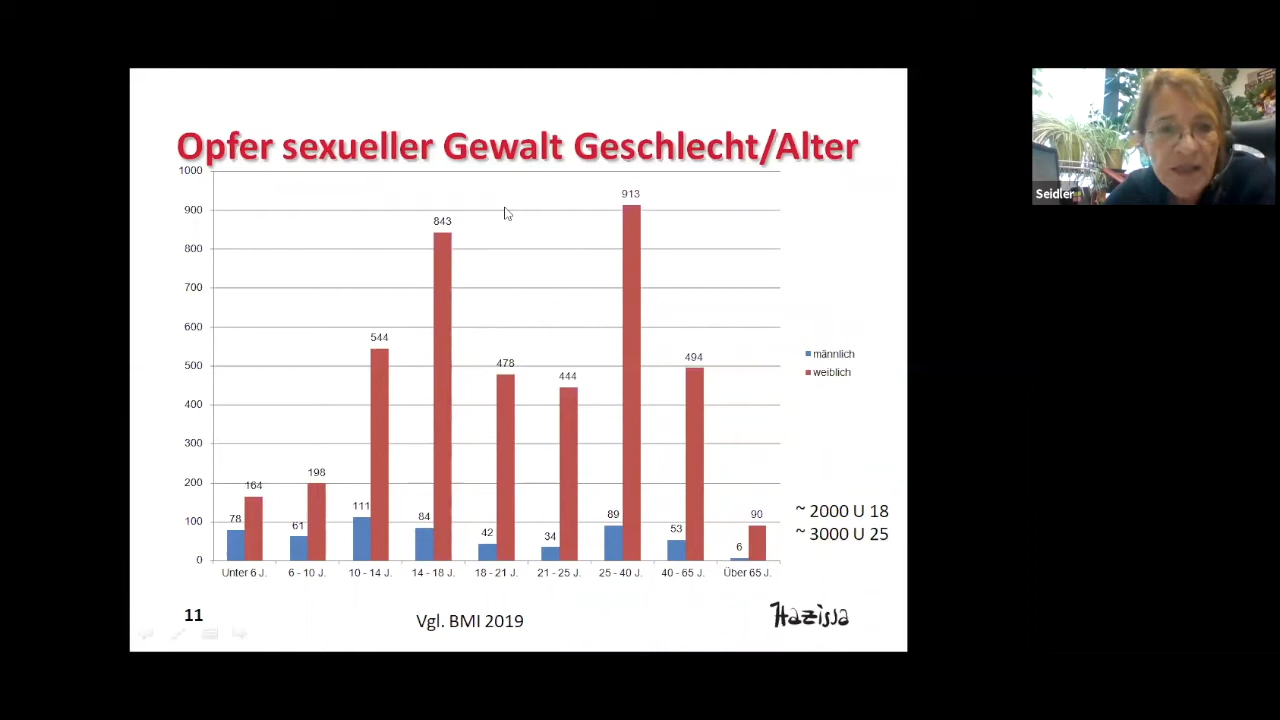 Opfer sexueller Gewalt Geschlecht/Alter
1000
900
800
700
600
500
400
300
200
100
0
78
164
61
198
111
544
84
843
42
478
34
444
89
913
53
494
6
90
Unter 6 J.
6 - 10 J.
10 - 14 J.
14 - 18 J.
18 - 21 J.
21 - 25 J.
25 - 40 J.
40 - 65 J.
Über 65 J.
männlich
weiblich
~ 2000 U 18
~ 3000 U 25
11
Vgl. BMI 2019
Hazissa
Seidler